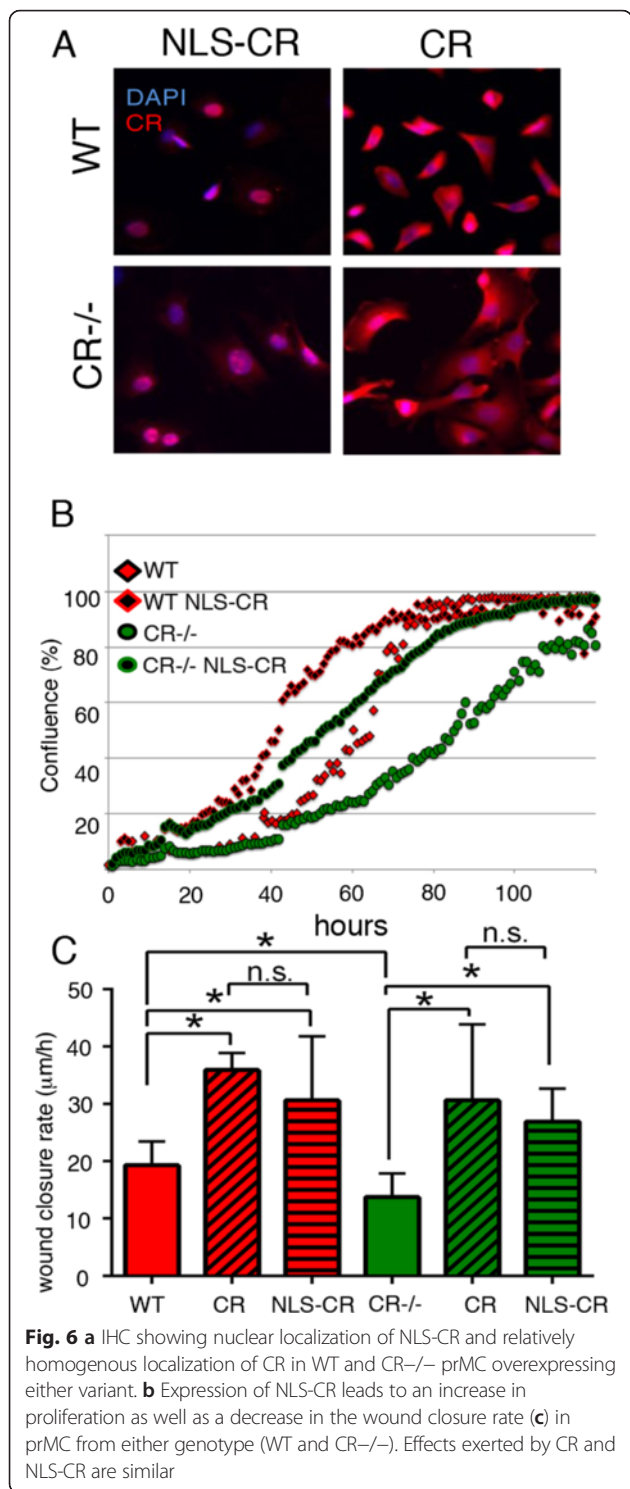 A
NLS-CR
CR
WT
DAPI
CR
CR-/-
B
WT
WT NLS-CR
CR-/-
CR-/- NLS-CR
Confluence (%)
100
80
60
40
20
0
20
40
60
80
100
hours
C
*
n.s.
*
*
n.s.
*
*
wound closure rate (μm/h)
50
40
30
20
10
0
WT
CR
NLS-CR
CR-/-
CR
NLS-CR
Fig. 6 a IHC showing nuclear localization of NLS-CR and relatively
homogenous localization of CR in WT and CR−/− prMC overexpressing
either variant. b Expression of NLS-CR leads to an increase in
proliferation as well as a decrease in the wound closure rate (c) in
prMC from either genotype (WT and CR−/−). Effects exerted by CR and
NLS-CR are similar